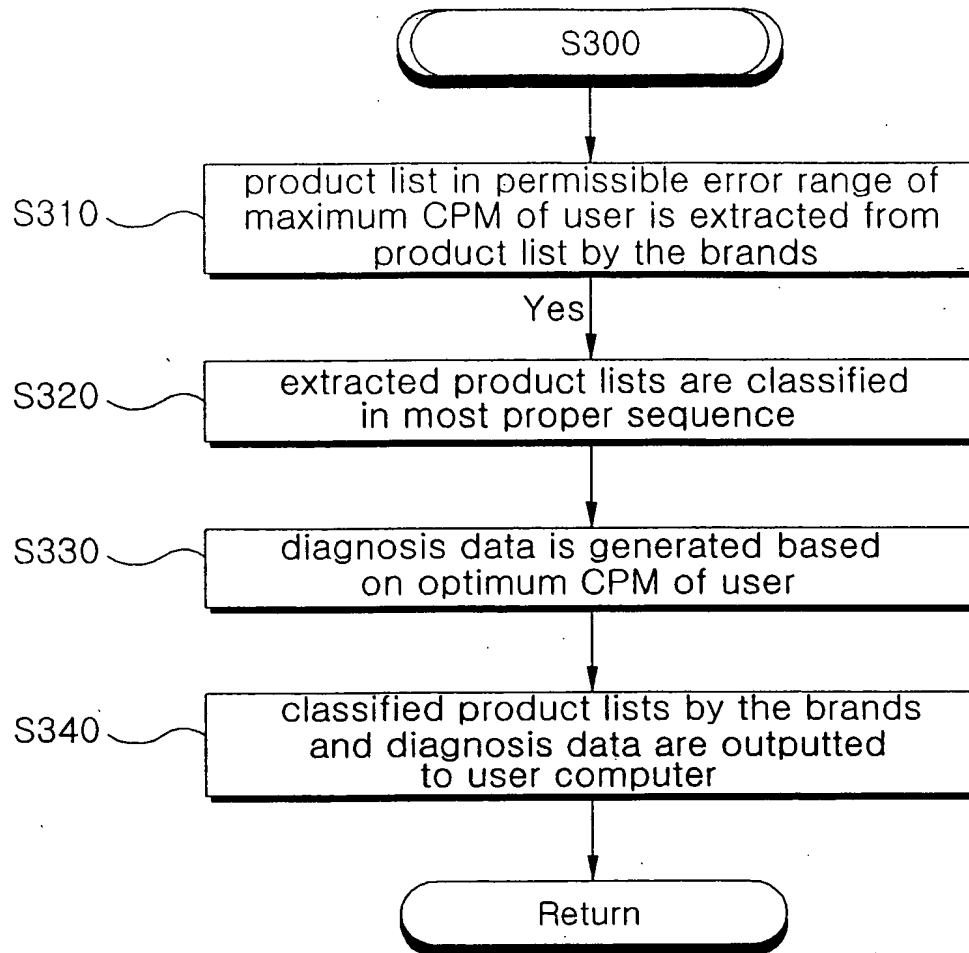 S300
S310
product list in permissible error range of
maximum CPM of user is extracted from
product list by the brands
Yes
S320
extracted product lists are classified
in most proper sequence
S330
diagnosis data is generated based
on optimum CPM of user
S340
classified product lists by the brands
and diagnosis data are outputted
to user computer
Return